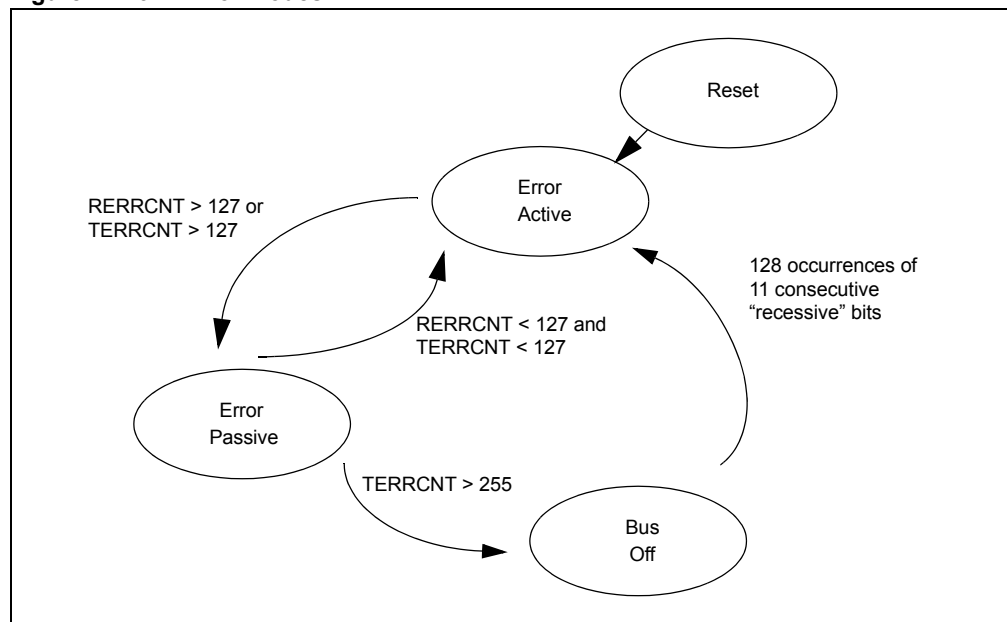 Reset
Error
Active
RERRCNT > 127 or
TERRCNT > 127
128 occurrences of
11 consecutive
“recessive” bits
RERRCNT < 127 and
TERRCNT < 127
Error
Passive
TERRCNT > 255
Bus
Off